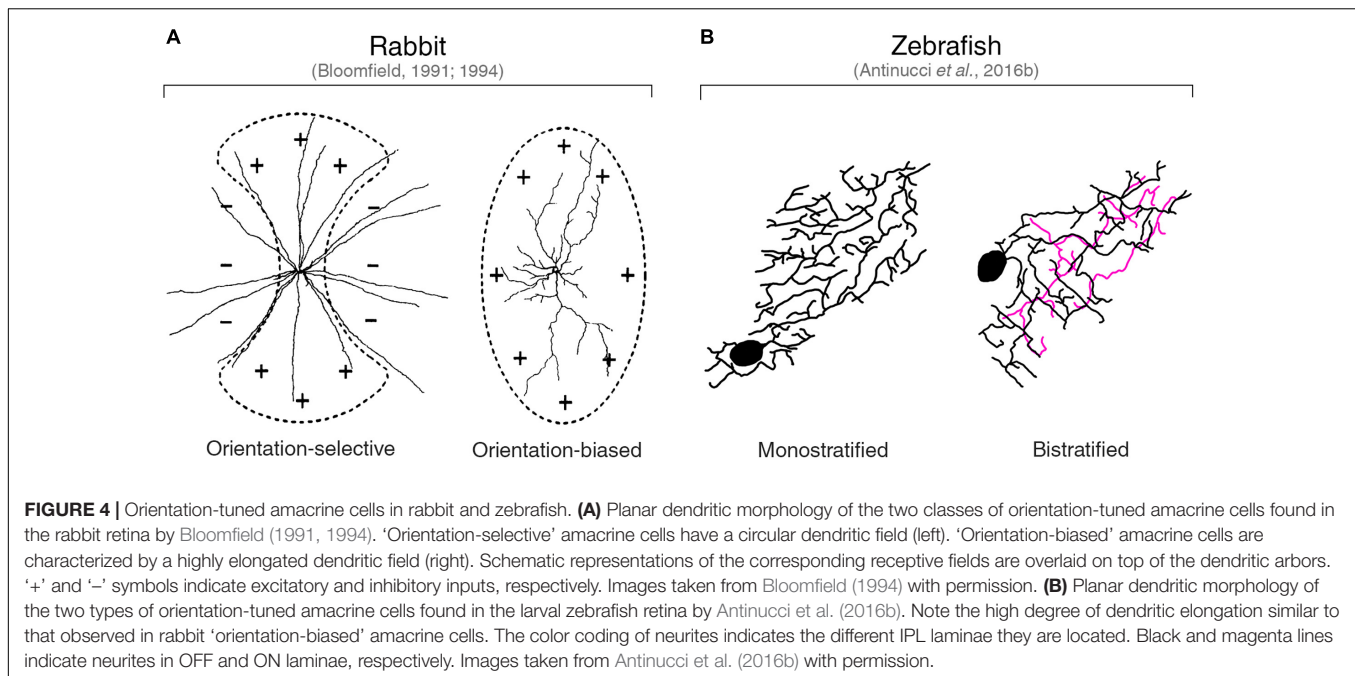 A
Rabbit
(Bloomfield, 1991; 1994)
B
Zebrafish
(Antinucci et al., 2016b)
+
+ +
– –
– –
– –
+ +
+
+
+ +
+ +
+ +
+
Orientation-selective
Orientation-biased
Monostratified
Bistratified
FIGURE 4 | Orientation-tuned amacrine cells in rabbit and zebrafish. (A) Planar dendritic morphology of the two classes of orientation-tuned amacrine cells found in
the rabbit retina by Bloomfield (1991, 1994). ‘Orientation-selective’ amacrine cells have a circular dendritic field (left). ‘Orientation-biased’ amacrine cells are
characterized by a highly elongated dendritic field (right). Schematic representations of the corresponding receptive fields are overlaid on top of the dendritic arbors.
‘+’ and ‘–’ symbols indicate excitatory and inhibitory inputs, respectively. Images taken from Bloomfield (1994) with permission. (B) Planar dendritic morphology of
the two types of orientation-tuned amacrine cells found in the larval zebrafish retina by Antinucci et al. (2016b). Note the high degree of dendritic elongation similar to
that observed in rabbit ‘orientation-biased’ amacrine cells. The color coding of neurites indicates the different IPL laminae they are located. Black and magenta lines
indicate neurites in OFF and ON laminae, respectively. Images taken from Antinucci et al. (2016b) with permission.